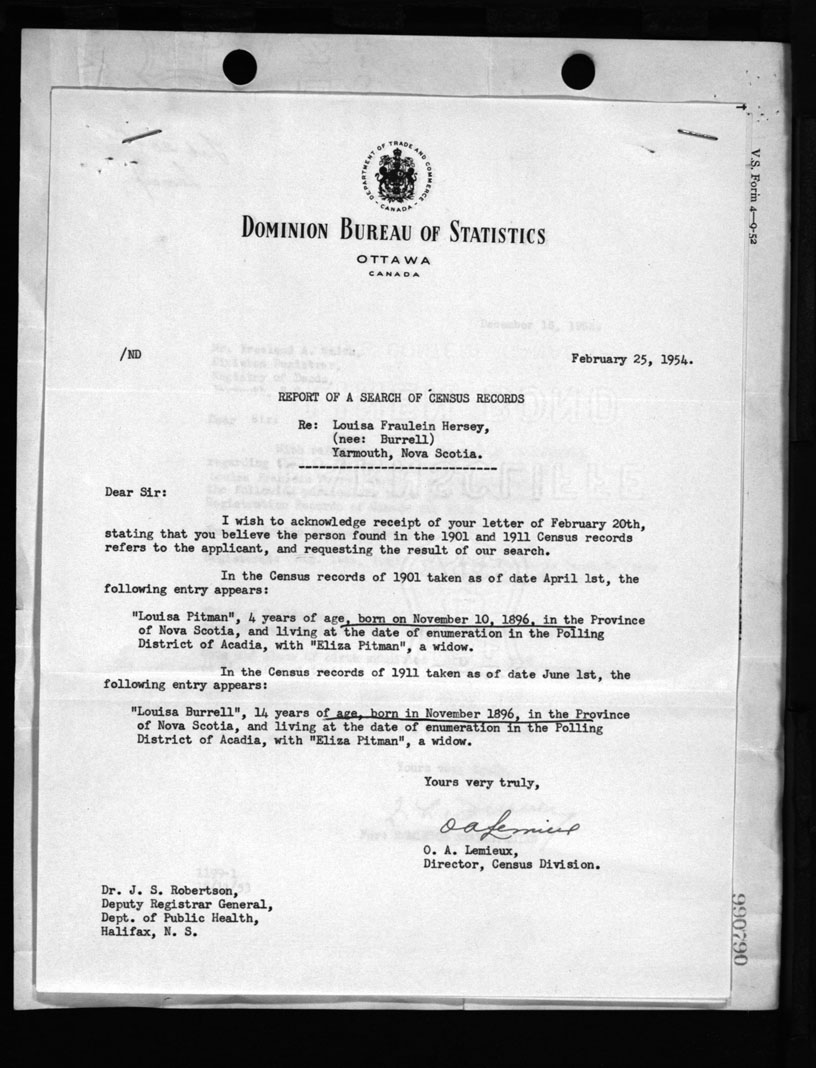 DEPARTMENT OF TRADE AND COMMERCE
CANADA
DOMINION BUREAU OF STATISTICS
OTTAWA
CANADA
V.S. Form 4—9-52
/ND
February 25, 1954.
REPORT OF A SEARCH OF CENSUS RECORDS
Re: Louisa Fraulein Hersey,
(nee: Burrell)
Yarmouth, Nova Scotia.
Dear Sir:
I wish to acknowledge receipt of your letter of February 20th,
stating that you believe the person found in the 1901 and 1911 Census records
refers to the applicant, and requesting the result of our search.
In the Census records of 1901 taken as of date April 1st, the
following entry appears:
"Louisa Pitman", 4 years of age, born on November 10, 1896, in the Province
of Nova Scotia, and living at the date of enumeration in the Polling
District of Acadia, with "Eliza Pitman", a widow.
In the Census records of 1911 taken as of date June 1st, the
following entry appears:
"Louisa Burrell", 14 years of age, born in November 1896, in the Province
of Nova Scotia, and living at the date of enumeration in the Polling
District of Acadia, with "Eliza Pitman", a widow.
Yours very truly,
O A Lemieux
O. A. Lemieux,
Director, Census Division.
Dr. J. S. Robertson,
Deputy Registrar General,
Dept. of Public Health,
Halifax, N. S.